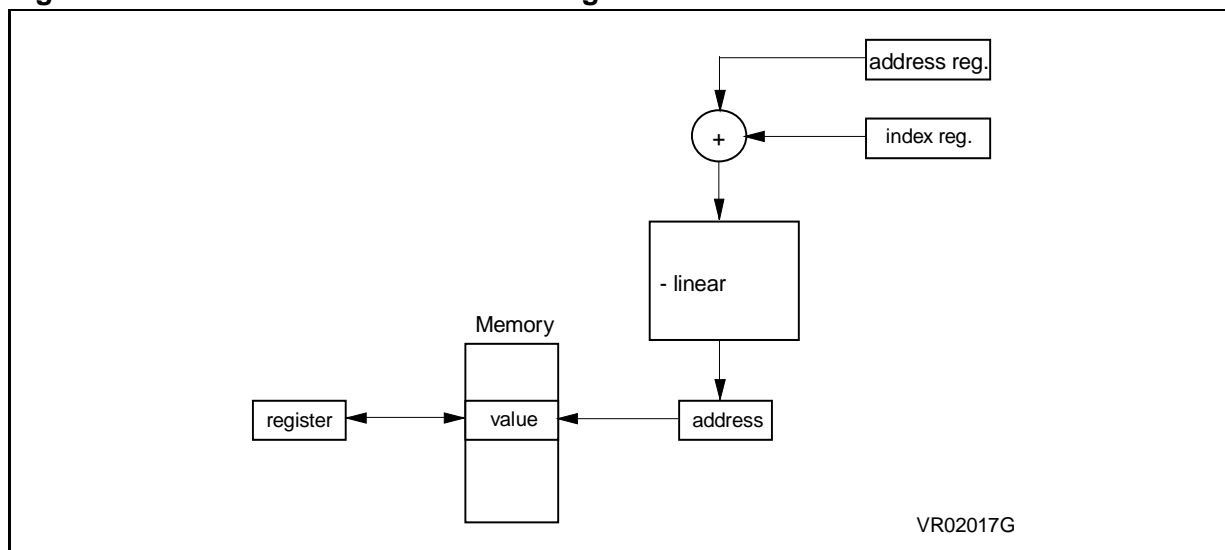 address reg.
+
index reg.
- linear
Memory
register
value
address
VR02017G